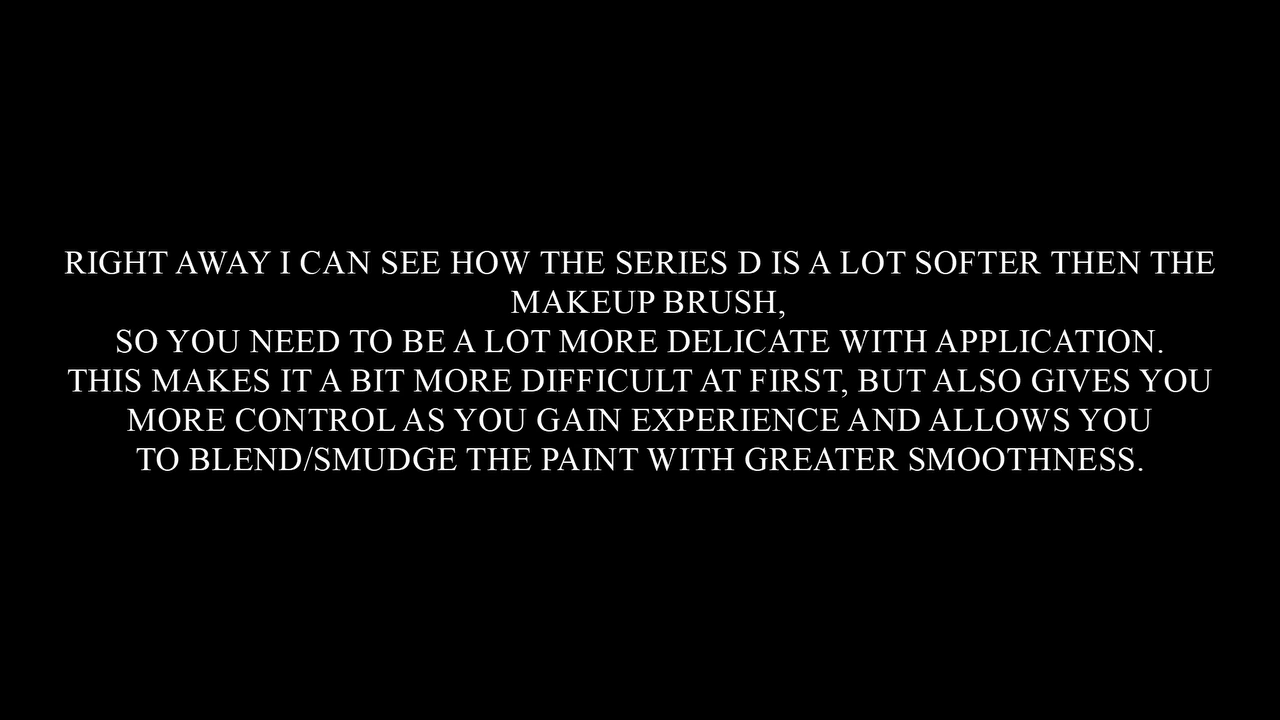 RIGHT AWAY I CAN SEE HOW THE SERIES D IS A LOT SOFTER THEN THE
MAKEUP BRUSH,
SO YOU NEED TO BE A LOT MORE DELICATE WITH APPLICATION.
THIS MAKES IT A BIT MORE DIFFICULT AT FIRST, BUT ALSO GIVES YOU
MORE CONTROL AS YOU GAIN EXPERIENCE AND ALLOWS YOU
TO BLEND/SMUDGE THE PAINT WITH GREATER SMOOTHNESS.